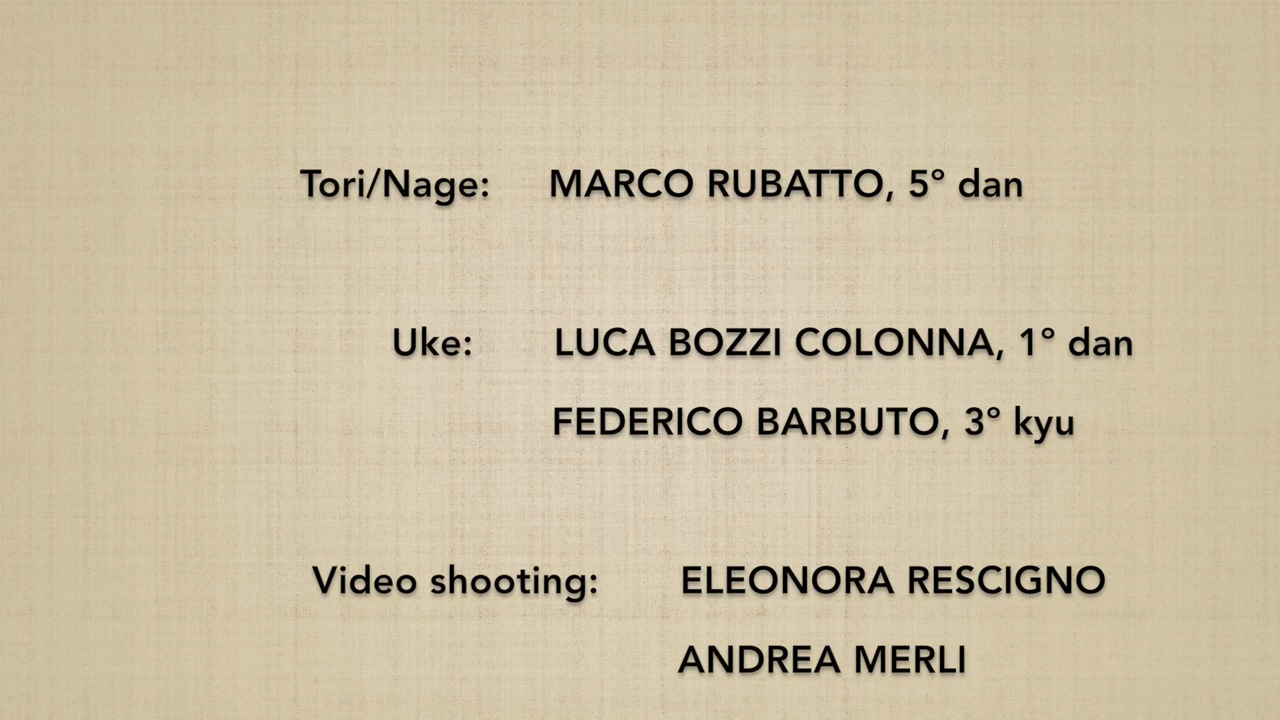 Tori/Nage: MARCO RUBATTO, 5° dan
Uke: LUCA BOZZI COLONNA, 1° dan
FEDERICO BARBUTO, 3° kyu
Video shooting: ELEONORA RESCIGNO
ANDREA MERLI